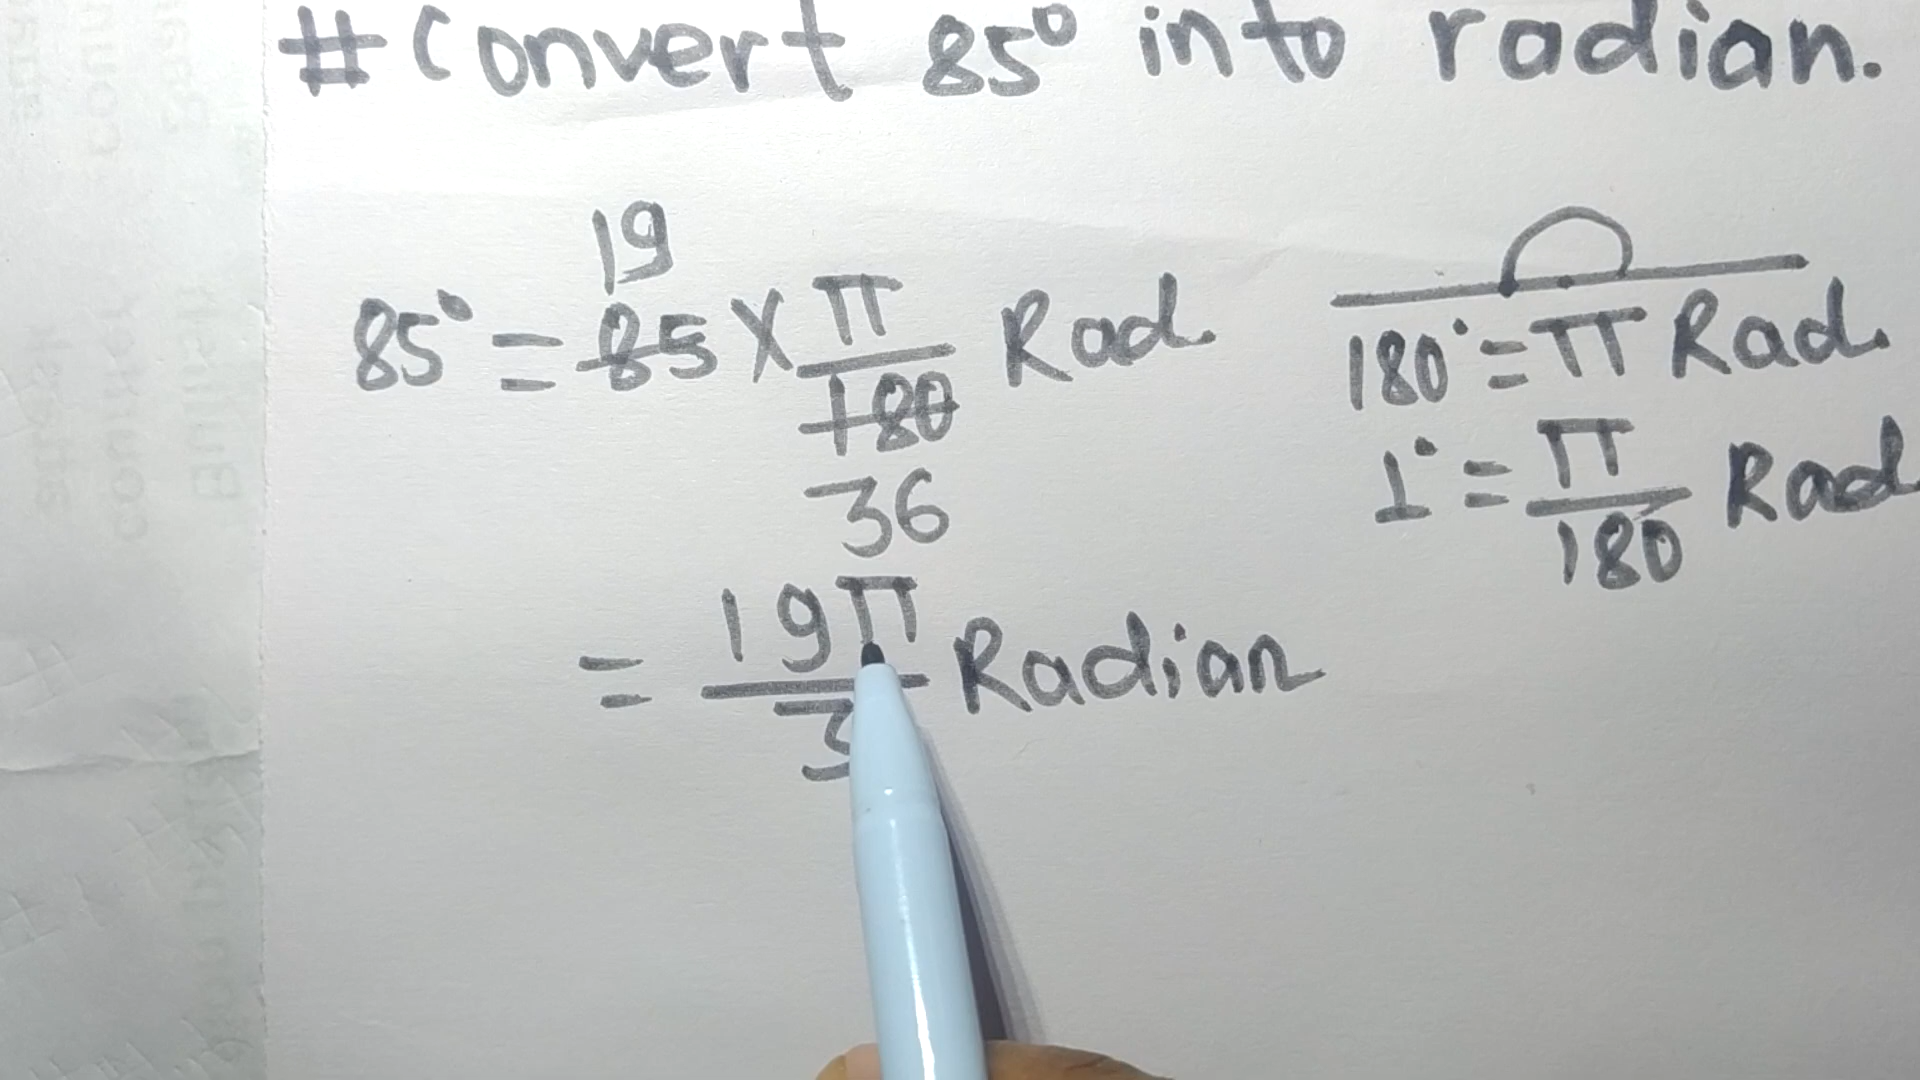 # Convert 85° into radian.
19
85° = 85 × π/180 Rad.
36
= 19π/3 Radian
180° = π Rad.
1° = π/180 Rad